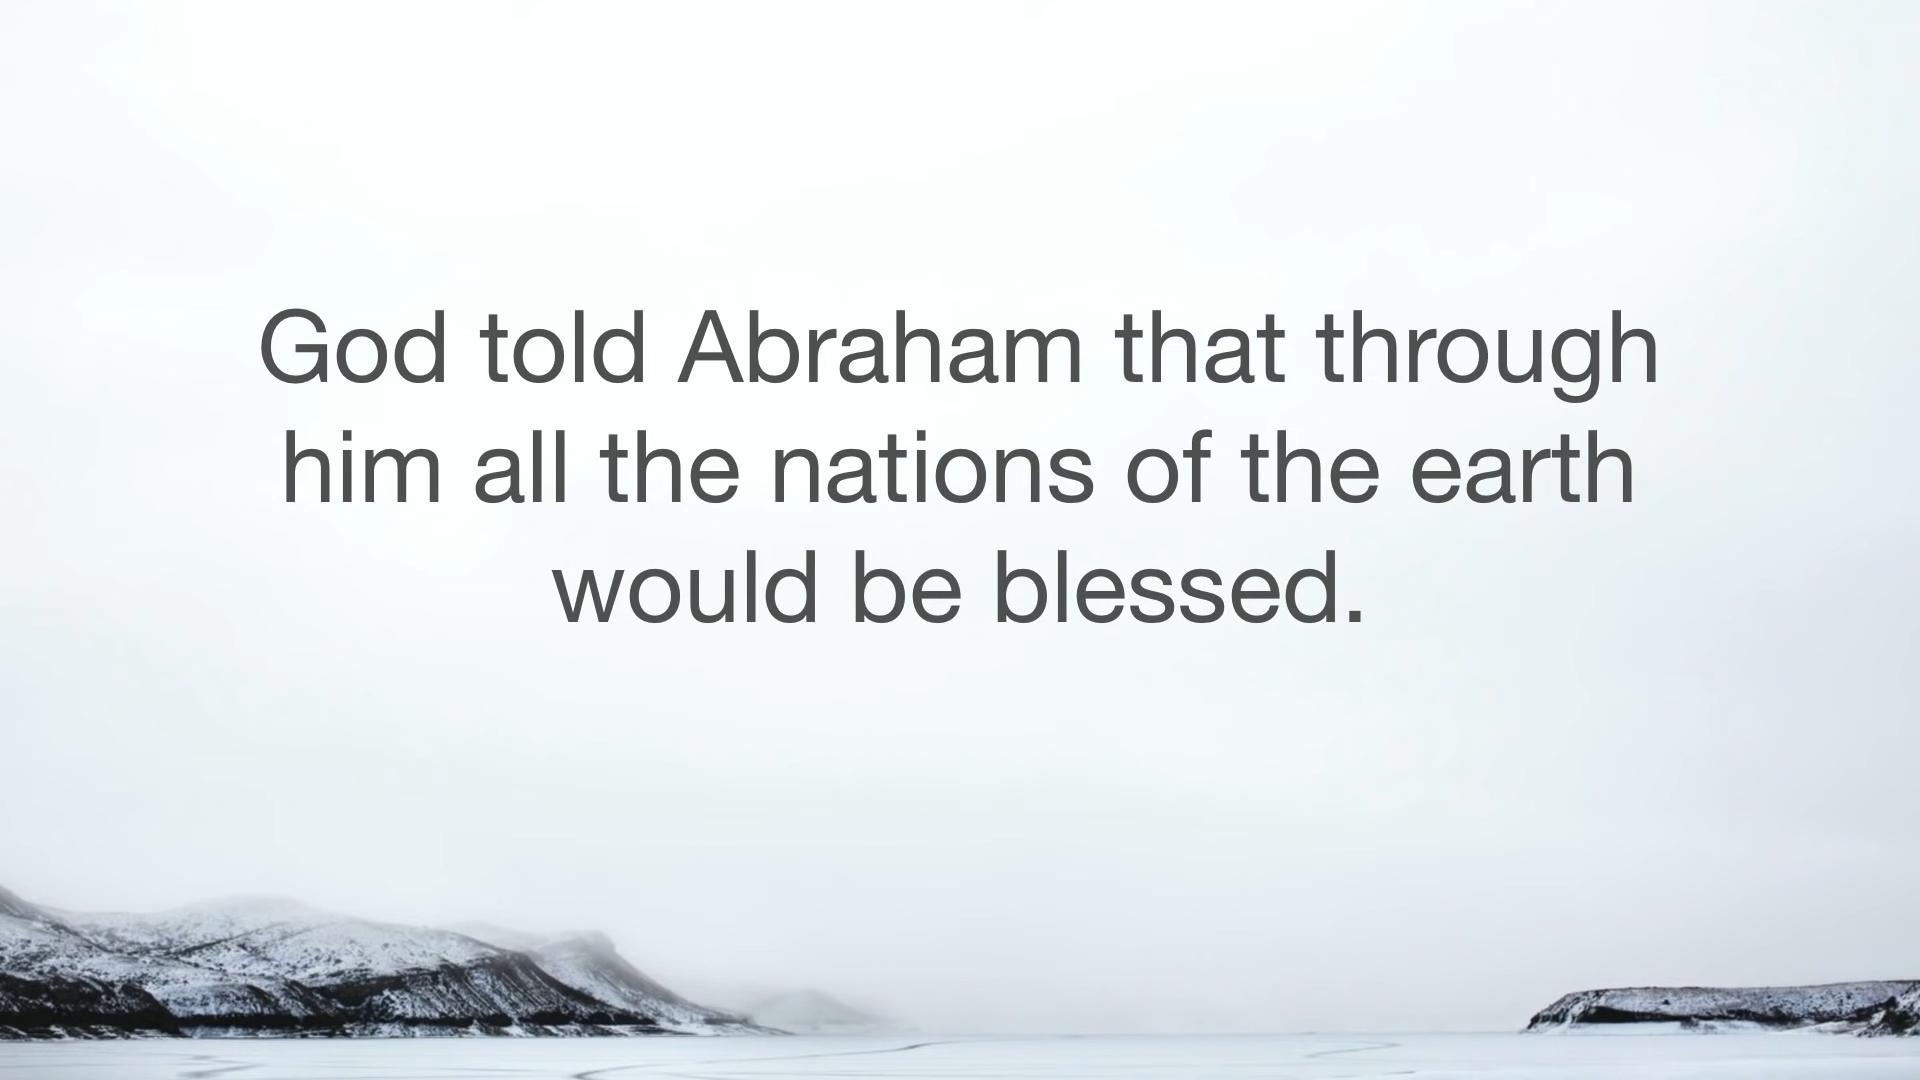 God told Abraham that through
him all the nations of the earth
would be blessed.